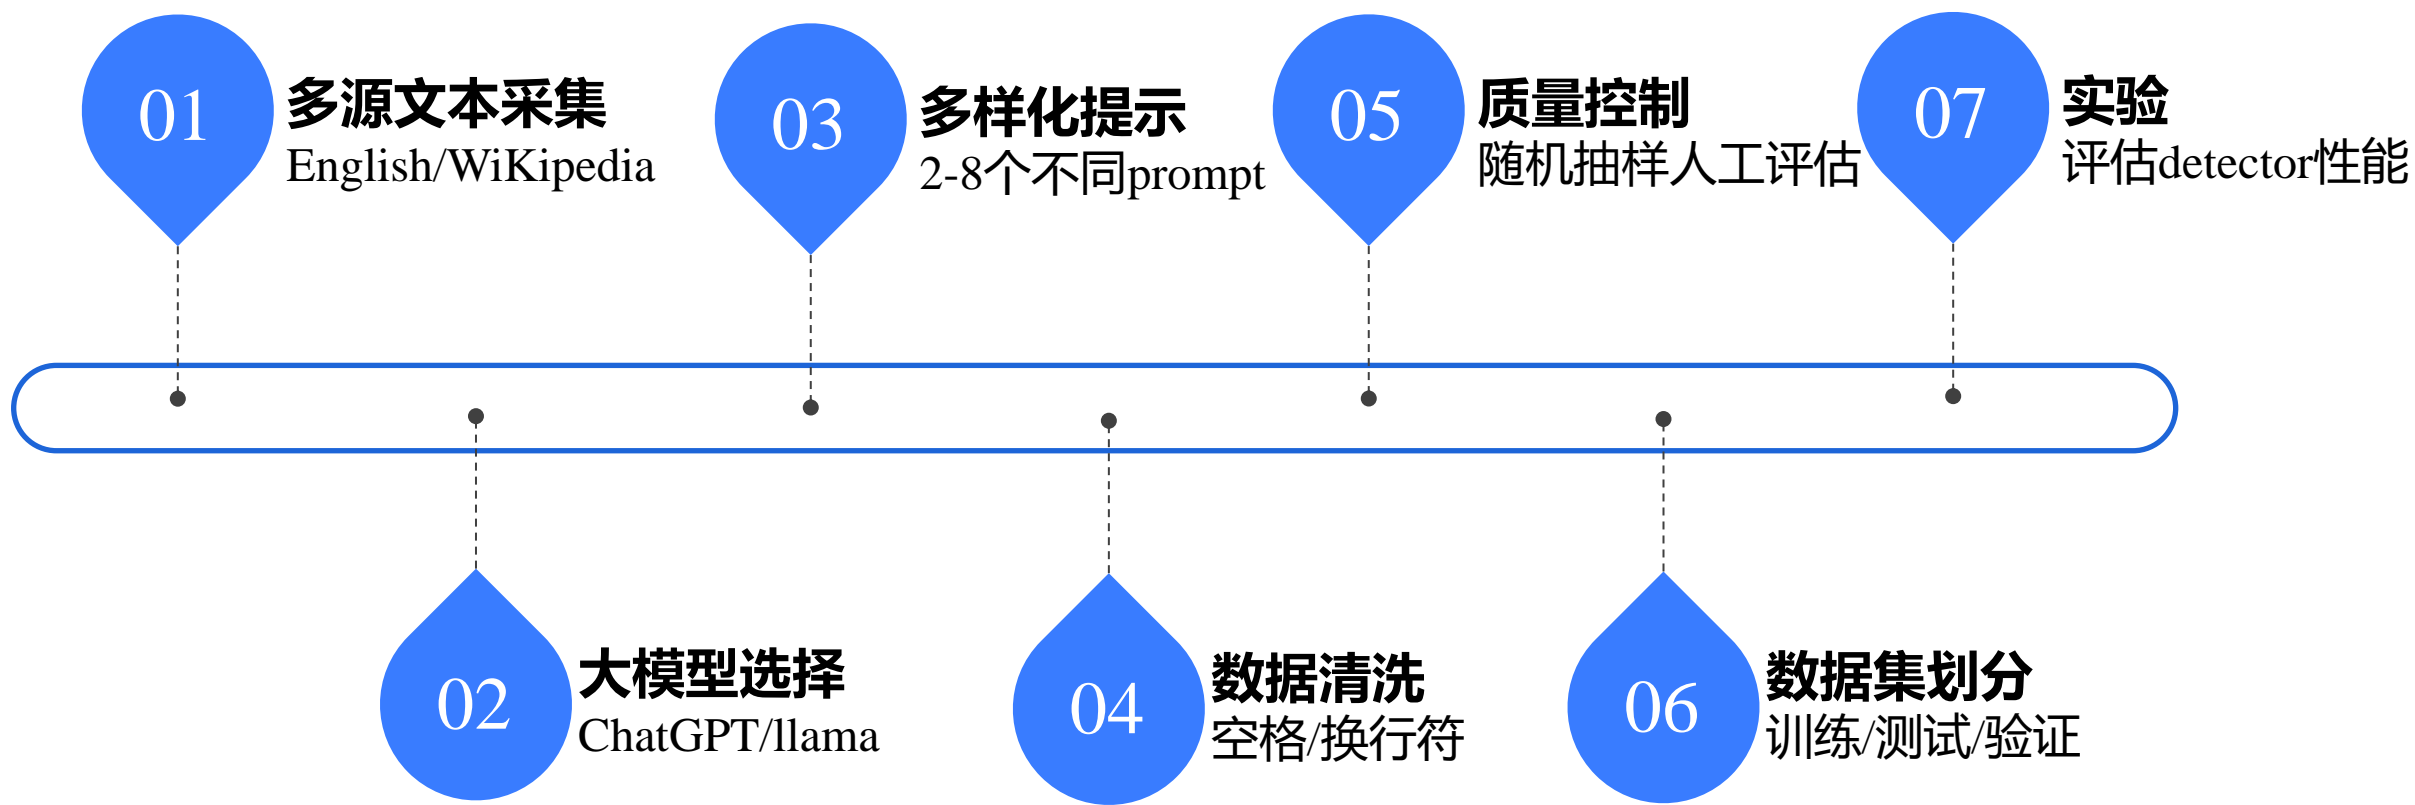 01
多源文本采集
English/WiKipedia
02
大模型选择
ChatGPT/llama
03
多样化提示
2-8个不同prompt
04
数据清洗
空格/换行符
05
质量控制
随机抽样人工评估
06
数据集划分
训练/测试/验证
07
实验
评估detector性能